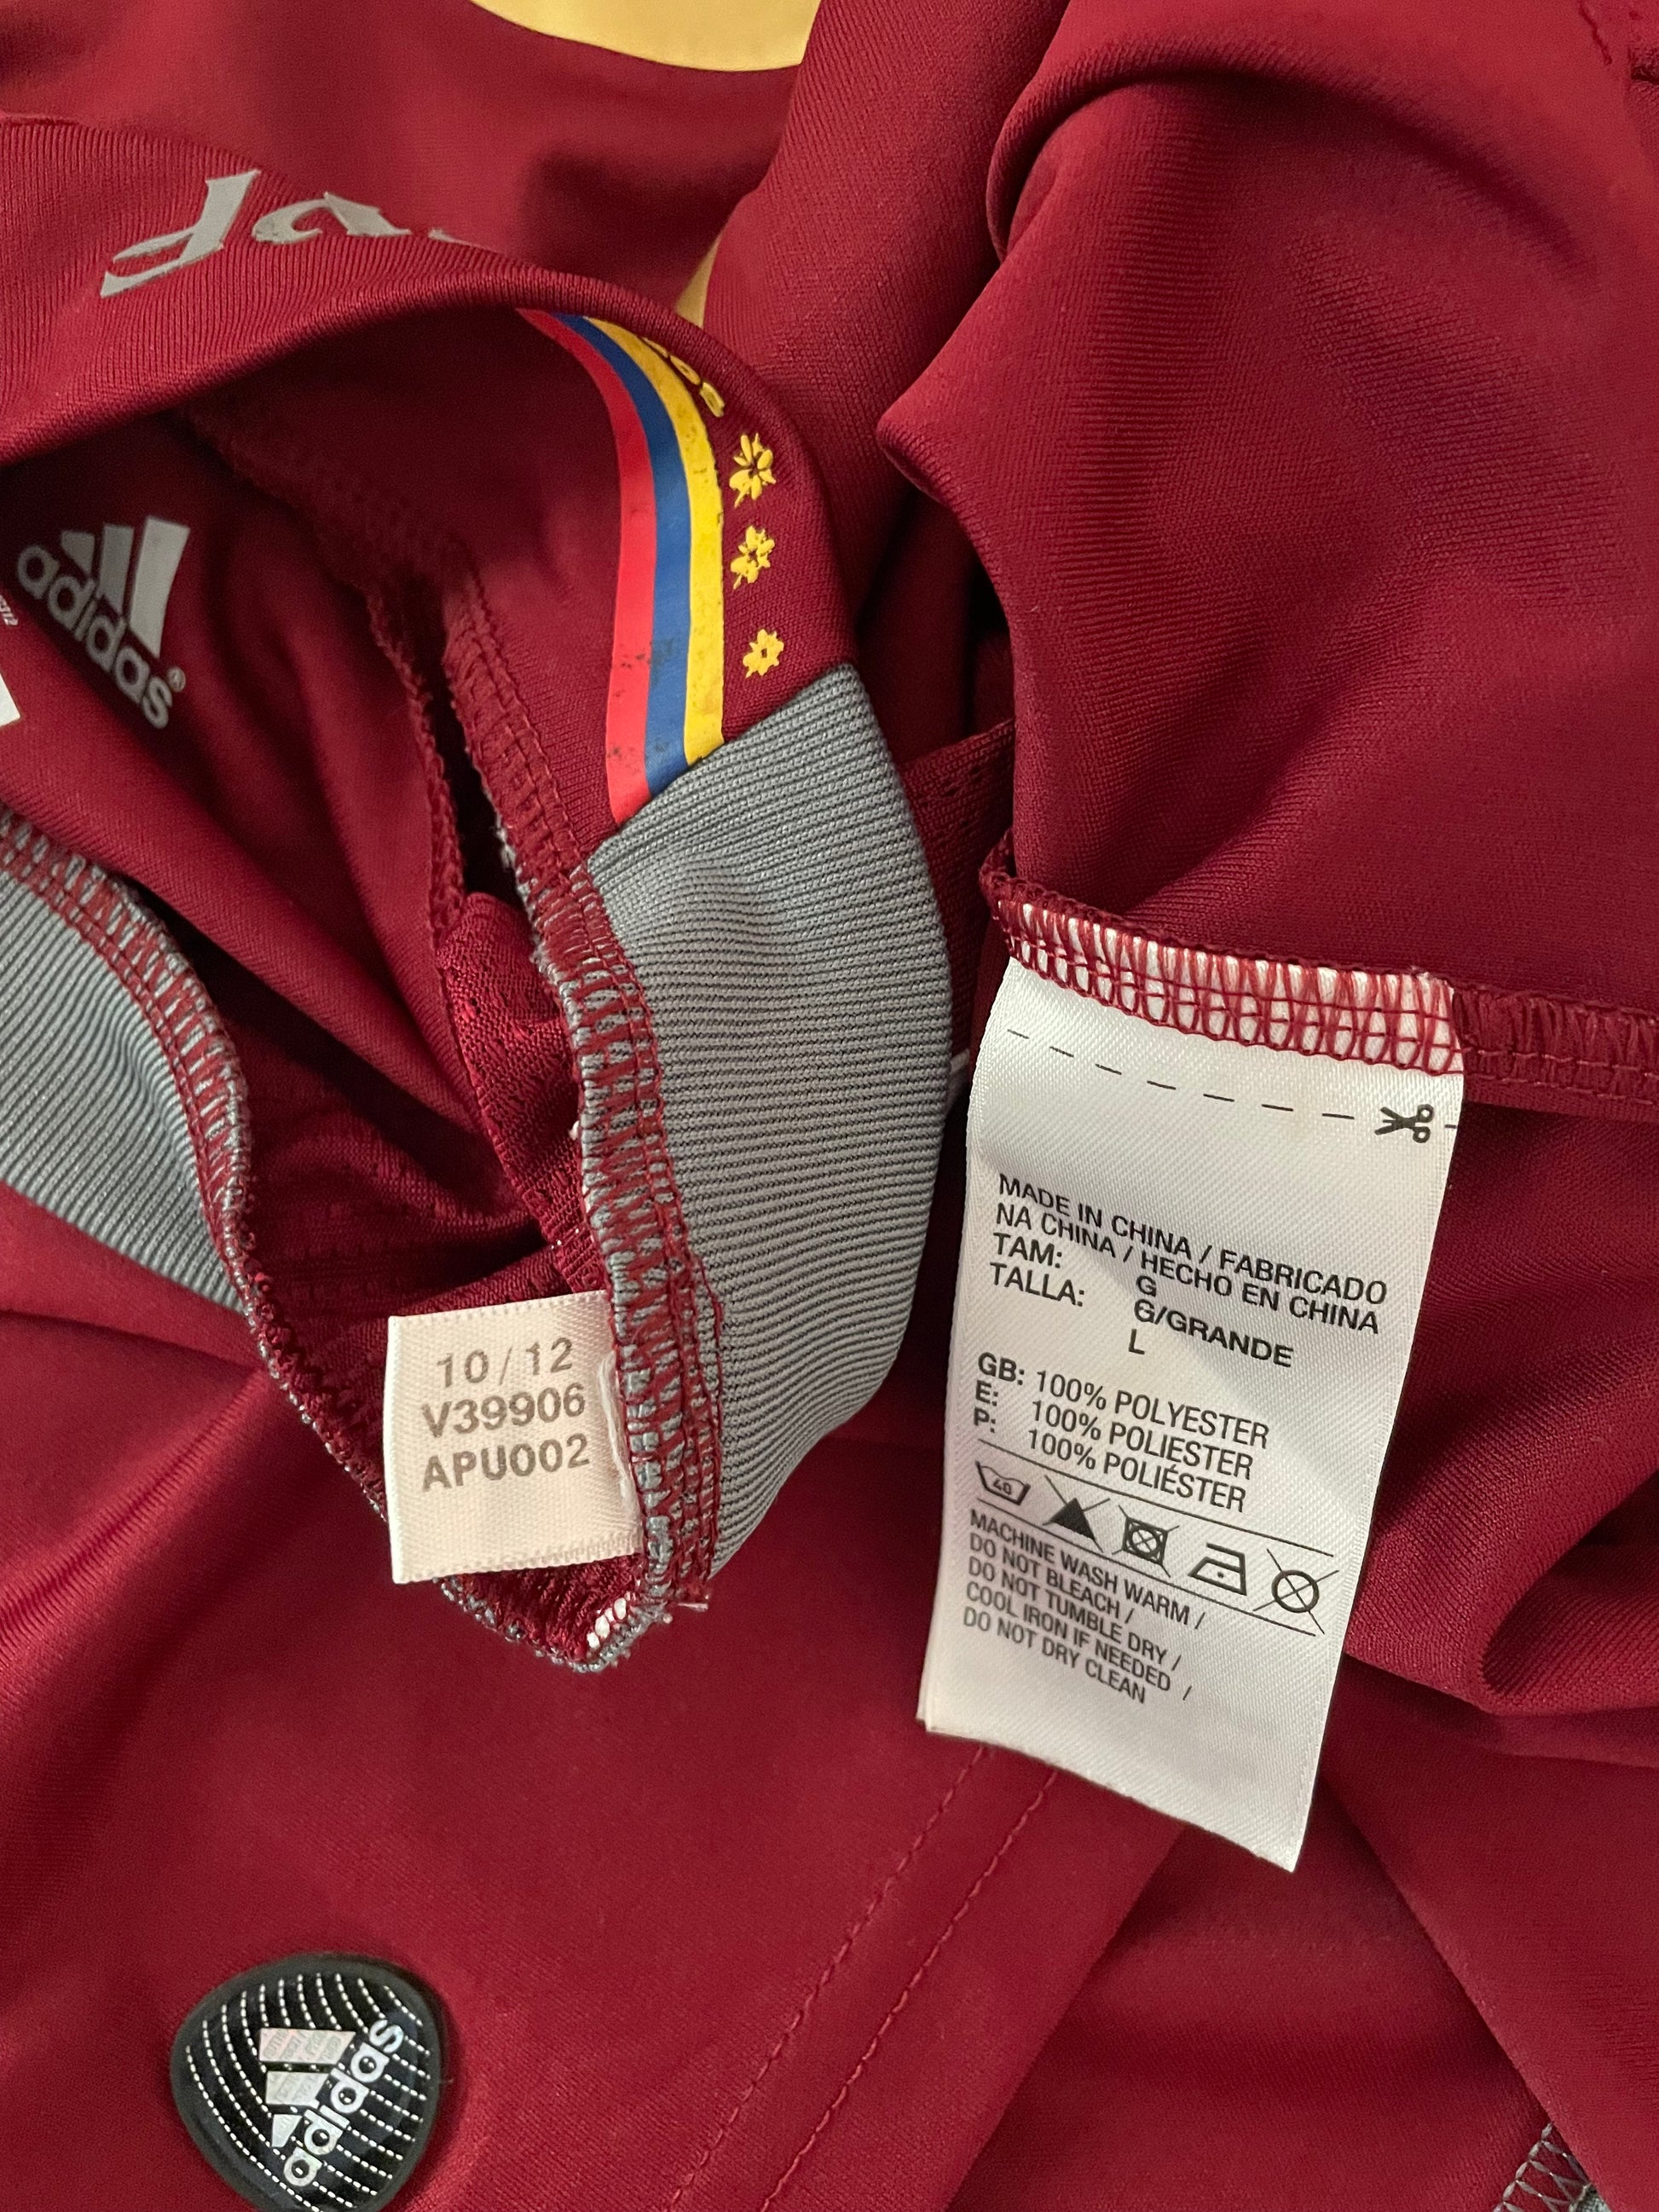 adidas
10/12
V39906
APU002
MADE IN CHINA / FABRICADO
NA CHINA / HECHO EN CHINA
TAM: G
TALLA: G/GRANDE
L
GB: 100% POLYESTER
E: 100% POLIESTER
P: 100% POLIÉSTER
40
MACHINE WASH WARM /
DO NOT BLEACH /
DO NOT TUMBLE DRY /
COOL IRON IF NEEDED /
DO NOT DRY CLEAN
adidas